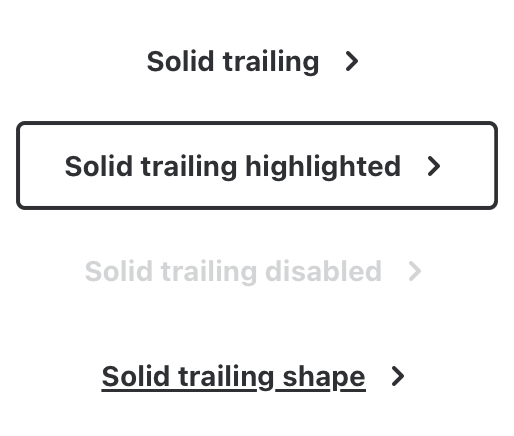 Solid trailing
Solid trailing highlighted
Solid trailing disabled
Solid trailing shape